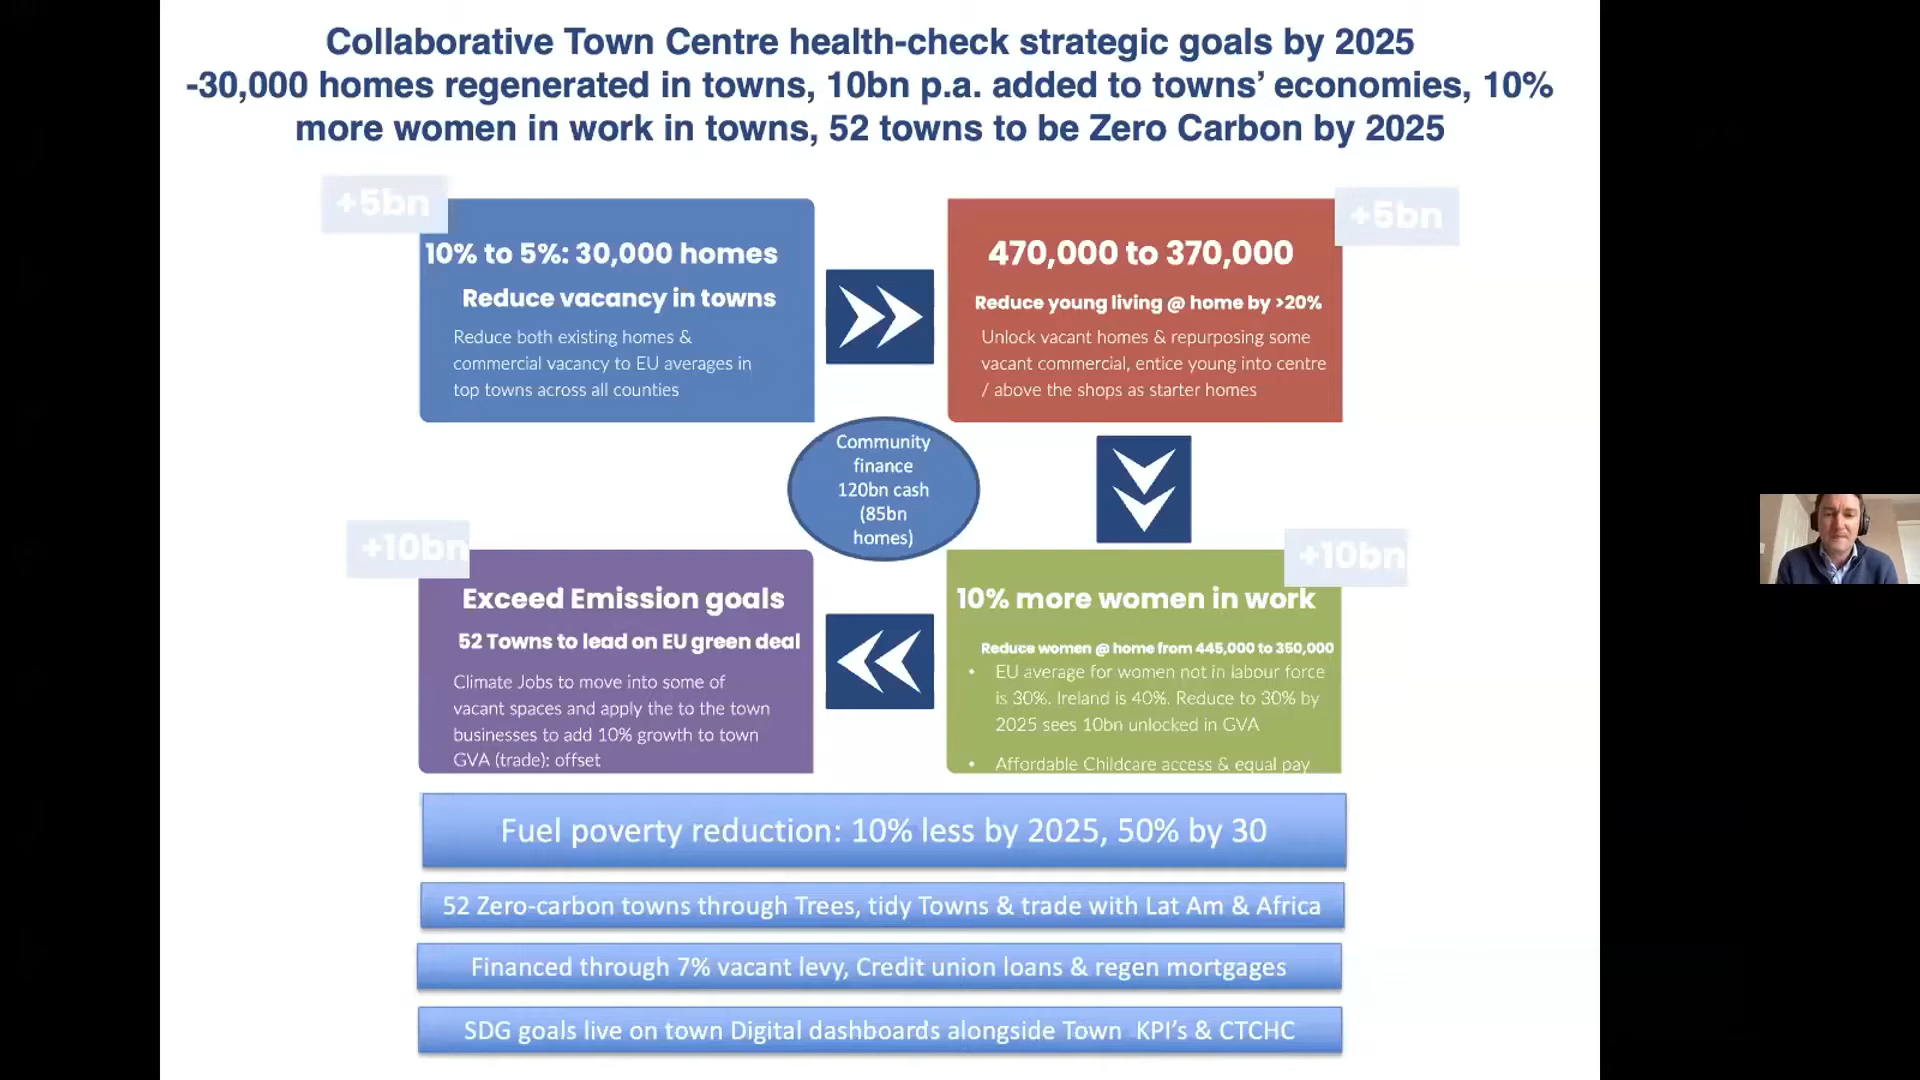 Collaborative Town Centre health-check strategic goals by 2025
-30,000 homes regenerated in towns, 10bn p.a. added to towns’ economies, 10%
more women in work in towns, 52 towns to be Zero Carbon by 2025
+5bn
10% to 5%: 30,000 homes
Reduce vacancy in towns
Reduce both existing homes &
commercial vacancy to EU averages in
top towns across all counties
+5bn
470,000 to 370,000
Reduce young living @ home by >20%
Unlock vacant homes & repurposing some
vacant commercial, entice young into centre
/ above the shops as starter homes
Community
finance
120bn cash
(85bn
homes)
+10bn
Exceed Emission goals
52 Towns to lead on EU green deal
Climate Jobs to move into some of
vacant spaces and apply the to the town
businesses to add 10% growth to town
GVA (trade): offset
+10bn
10% more women in work
Reduce women @ home from 445,000 to 350,000
• EU average for women not in labour force
is 30%. Ireland is 40%. Reduce to 30% by
2025 sees 10bn unlocked in GVA
• Affordable Childcare access & equal pay
Fuel poverty reduction: 10% less by 2025, 50% by 30
52 Zero-carbon towns through Trees, tidy Towns & trade with Lat Am & Africa
Financed through 7% vacant levy, Credit union loans & regen mortgages
SDG goals live on town Digital dashboards alongside Town KPI’s & CTCHC